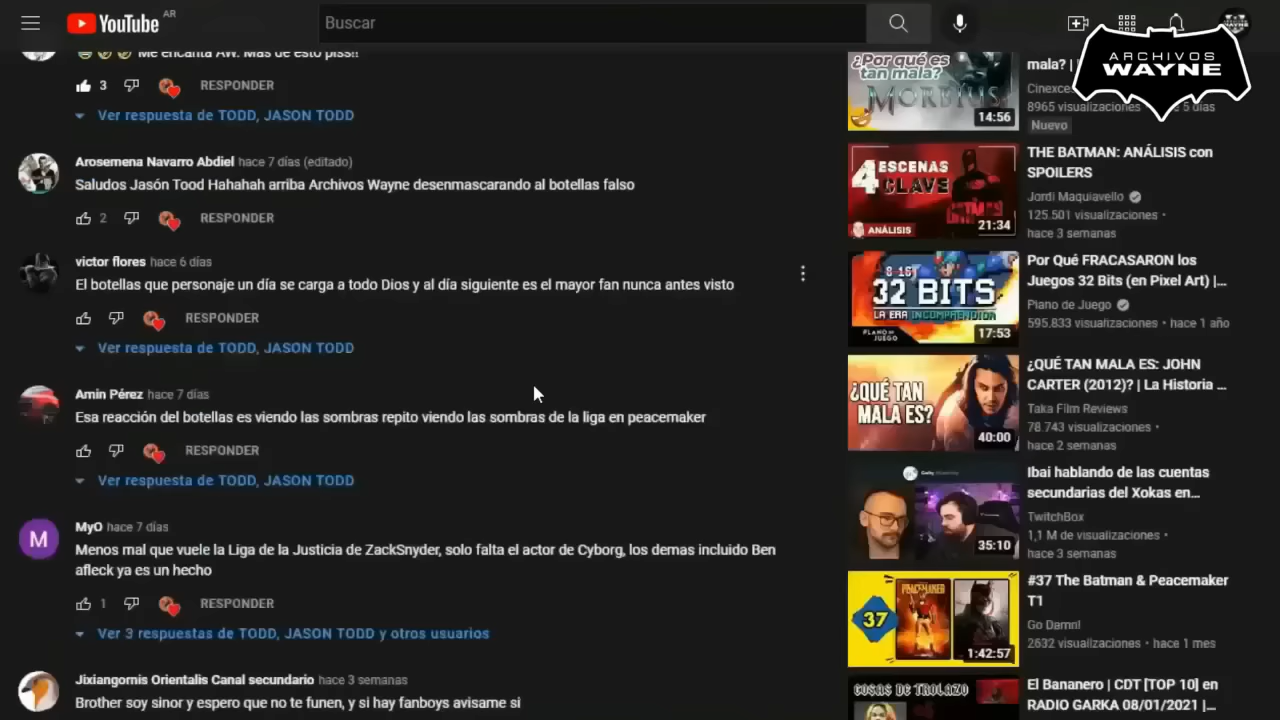 YouTube
AR
Buscar
ARCHIVOS
WAYNE
Me encanta AW. Mas de esto piss!!
3
RESPONDER
Ver respuesta de TODD, JASON TODD
Arosemena Navarro Abdiel hace 7 días (editado)
Saludos Jasón Tood Hahahah arriba Archivos Wayne desenmascarando al botellas falso
2
RESPONDER
victor flores hace 6 días
El botellas que personaje un día se carga a todo Dios y al día siguiente es el mayor fan nunca antes visto
RESPONDER
Ver respuesta de TODD, JASON TODD
Amin Pérez hace 7 días
Esa reacción del botellas es viendo las sombras repito viendo las sombras de la liga en peacemaker
RESPONDER
Ver respuesta de TODD, JASON TODD
M
MyO hace 7 días
Menos mal que vuele la Liga de la Justicia de ZackSnyder, solo falta el actor de Cyborg, los demas incluido Ben
afleck ya es un hecho
1
RESPONDER
Ver 3 respuestas de TODD, JASON TODD y otros usuarios
Jixiangornis Orientalis Canal secundario hace 3 semanas
Brother soy sinor y espero que no te funen, y si hay fanboys avisame si
¿Por qué es
tan mala?
MORBIUS
14:56
mala? |
8965 visualizaciones
5 días
Nuevo
4 ESCENAS
CLAVE
ANÁLISIS
21:34
THE BATMAN: ANÁLISIS con
SPOILERS
Jordi Maquiavello
125.501 visualizaciones •
hace 3 semanas
8-16
32 BITS
LA ERA INCOMPRENDIDA
PLANO DE
JUEGO
17:53
Por Qué FRACASARON los
Juegos 32 Bits (en Pixel Art) |...
Plano de Juego
595.833 visualizaciones • hace 1 año
¿QUÉ TAN
MALA ES?
40:00
¿QUÉ TAN MALA ES: JOHN
CARTER (2012)? | La Historia ...
Taka Film Reviews
78.743 visualizaciones •
hace 2 semanas
35:10
Ibai hablando de las cuentas
secundarias del Xokas en...
TwitchBox
1,1 M de visualizaciones •
hace 3 semanas
37
PEACEMAKER
1:42:57
#37 The Batman & Peacemaker
T1
Go Damn!
2632 visualizaciones • hace 1 mes
COSAS DE TROLAZO
El Bananero | CDT [TOP 10] en
RADIO GARKA 08/01/2021 |...